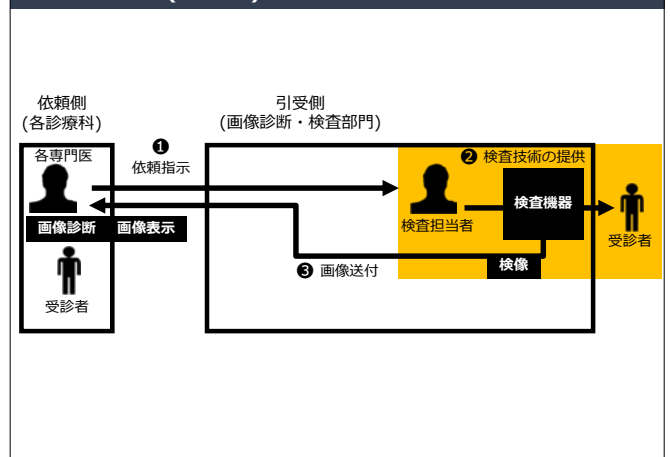 依頼側
(各診療科)
引受側
(画像診断・検査部門)
各専門医
❶
依頼指示
❷ 検査技術の提供
検査機器
検査担当者
画像診断
画像表示
受診者
検像
❸ 画像送付
受診者